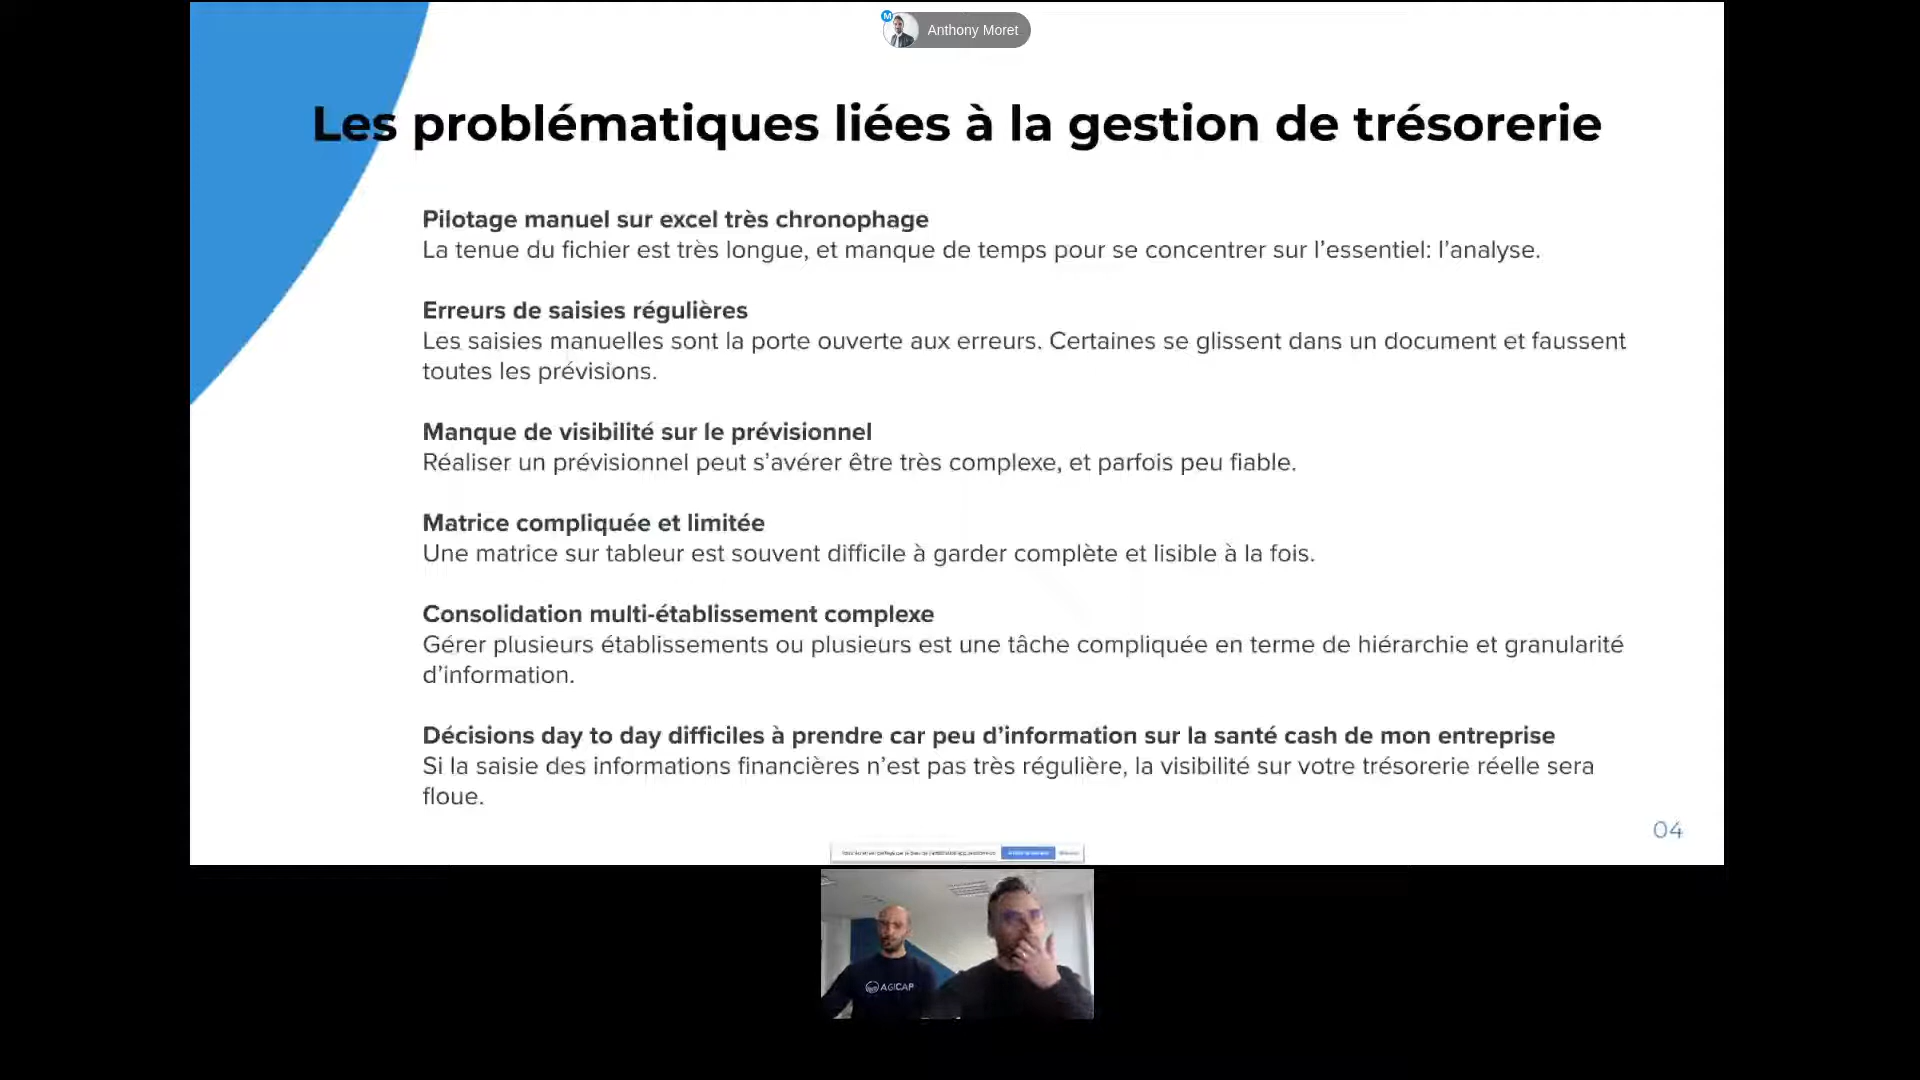 M
Anthony Moret
Les problématiques liées à la gestion de trésorerie
Pilotage manuel sur excel très chronophage
La tenue du fichier est très longue, et manque de temps pour se concentrer sur l’essentiel: l’analyse.
Erreurs de saisies régulières
Les saisies manuelles sont la porte ouverte aux erreurs. Certaines se glissent dans un document et faussent
toutes les prévisions.
Manque de visibilité sur le prévisionnel
Réaliser un prévisionnel peut s’avérer être très complexe, et parfois peu fiable.
Matrice compliquée et limitée
Une matrice sur tableur est souvent difficile à garder complète et lisible à la fois.
Consolidation multi-établissement complexe
Gérer plusieurs établissements ou plusieurs est une tâche compliquée en terme de hiérarchie et granularité
d’information.
Décisions day to day difficiles à prendre car peu d’information sur la santé cash de mon entreprise
Si la saisie des informations financières n’est pas très régulière, la visibilité sur votre trésorerie réelle sera
floue.
04
AGICAP